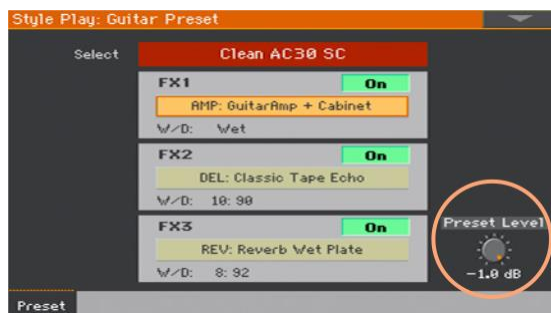 Style Play: Guitar Preset
Select
Clean AC30 SC
FX1 On
AMP: GuitarAmp + Cabinet
W/D: Wet
FX2 On
DEL: Classic Tape Echo
W/D: 10: 90
FX3 On
REV: Reverb Wet Plate
W/D: 8: 92
Preset Level
-1.0 dB
Preset